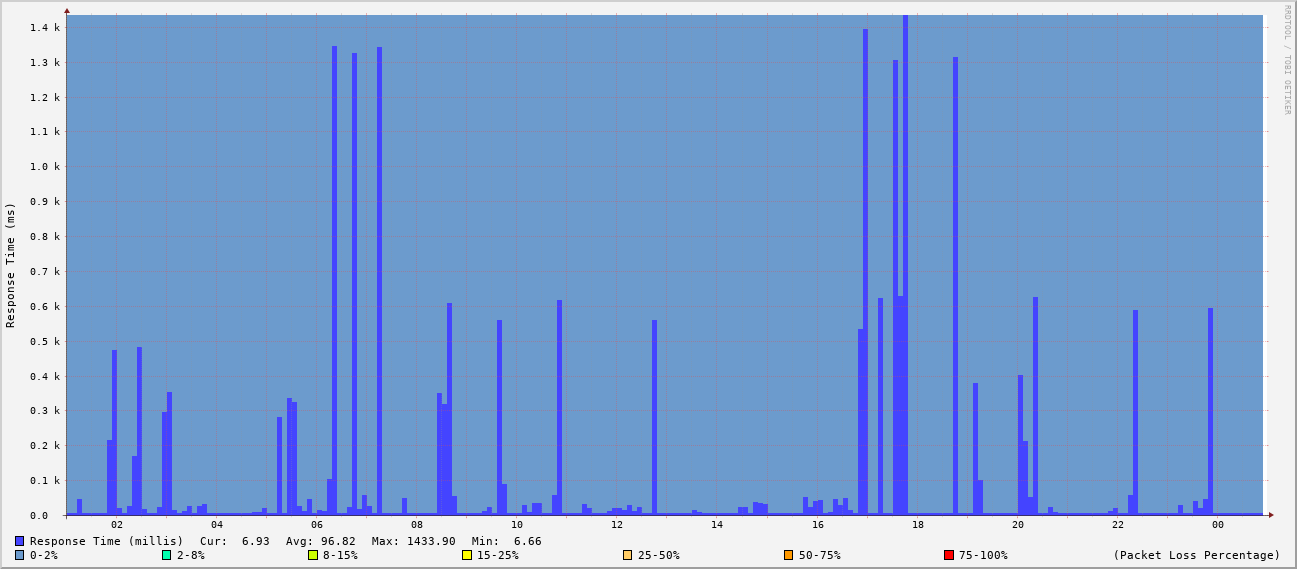 RRDTOOL / TOBI OETIKER
Response Time (ms)
1.4 k
1.3 k
1.2 k
1.1 k
1.0 k
0.9 k
0.8 k
0.7 k
0.6 k
0.5 k
0.4 k
0.3 k
0.2 k
0.1 k
0.0
02 04 06 08 10 12 14 16 18 20 22 00
Response Time (millis) Cur: 6.93 Avg: 96.82 Max: 1433.90 Min: 6.66
0-2% 2-8% 8-15% 15-25% 25-50% 50-75% 75-100% (Packet Loss Percentage)